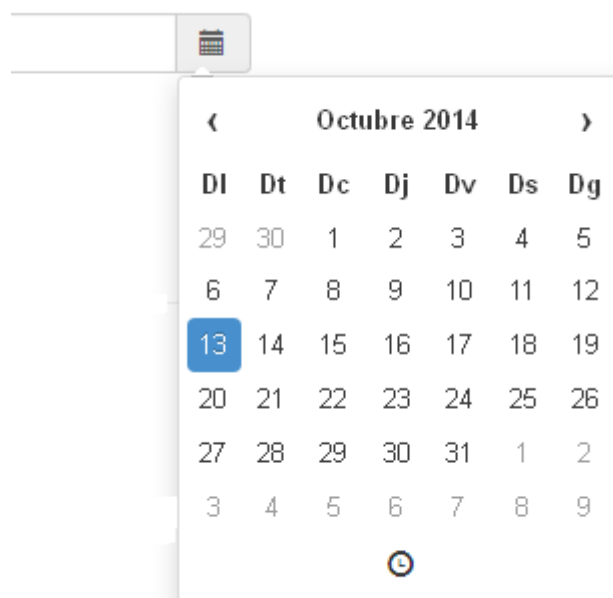 ‹ Octubre 2014 ›
Dl Dt Dc Dj Dv Ds Dg
29 30 1 2 3 4 5
6 7 8 9 10 11 12
13 14 15 16 17 18 19
20 21 22 23 24 25 26
27 28 29 30 31 1 2
3 4 5 6 7 8 9